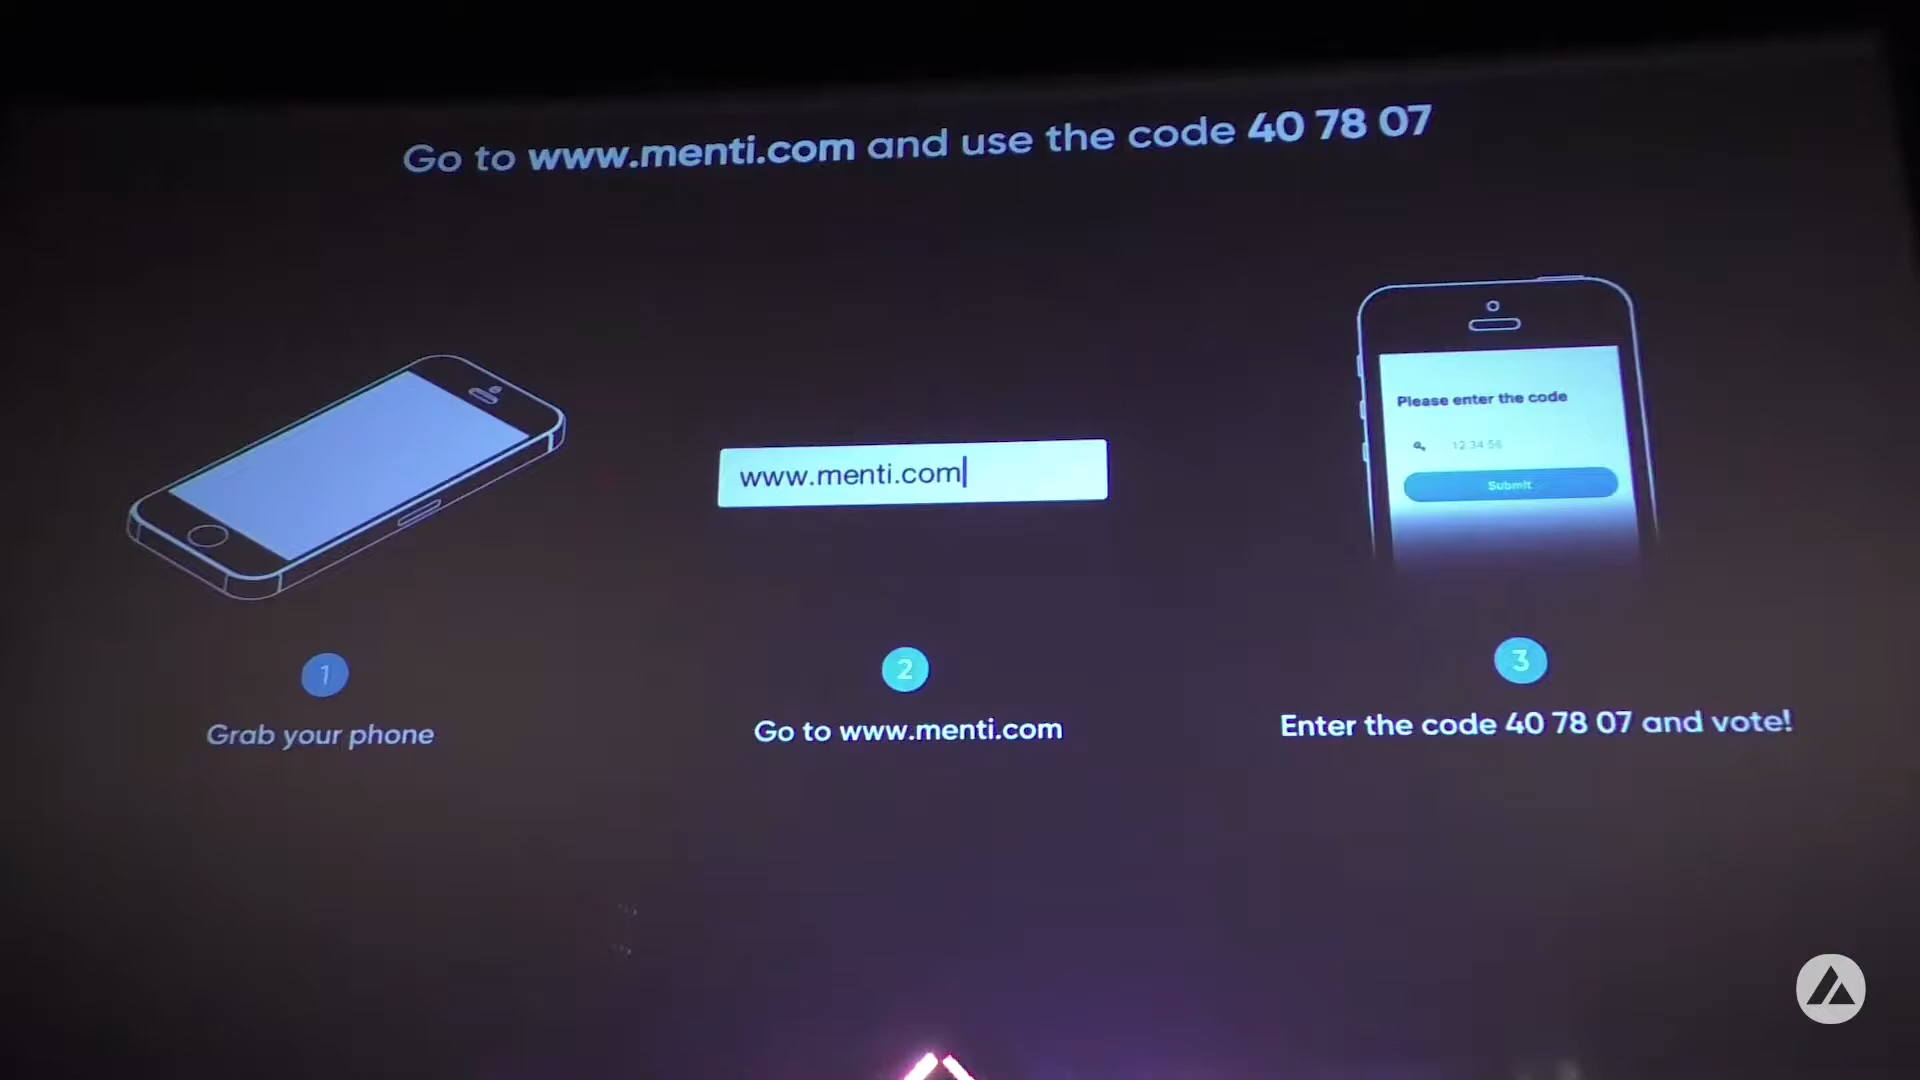 Go to www.menti.com and use the code 40 78 07
Please enter the code
12 34 56
Submit
www.menti.com
1
2
3
Grab your phone
Go to www.menti.com
Enter the code 40 78 07 and vote!